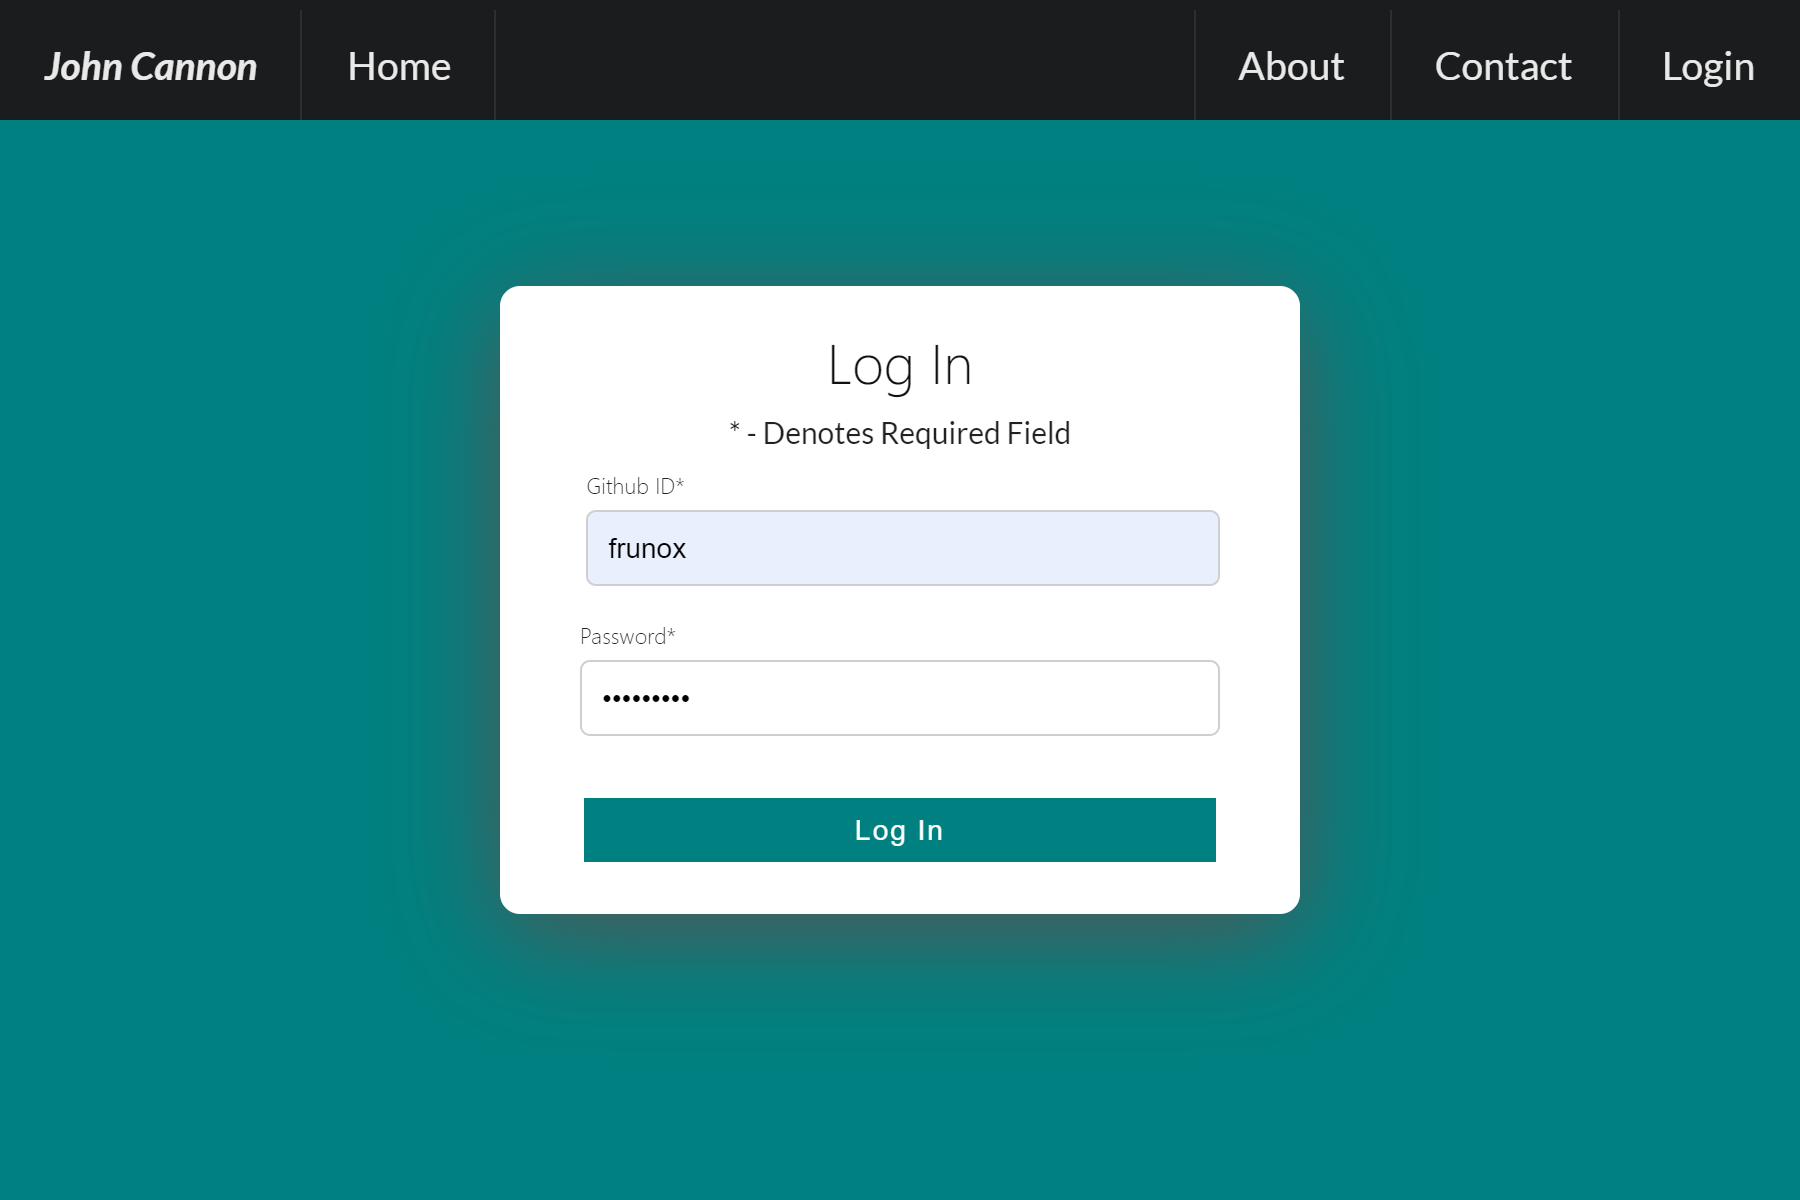 John Cannon Home About Contact Login
Log In
* - Denotes Required Field
Github ID*
frunox
Password*
•••••••••
Log In